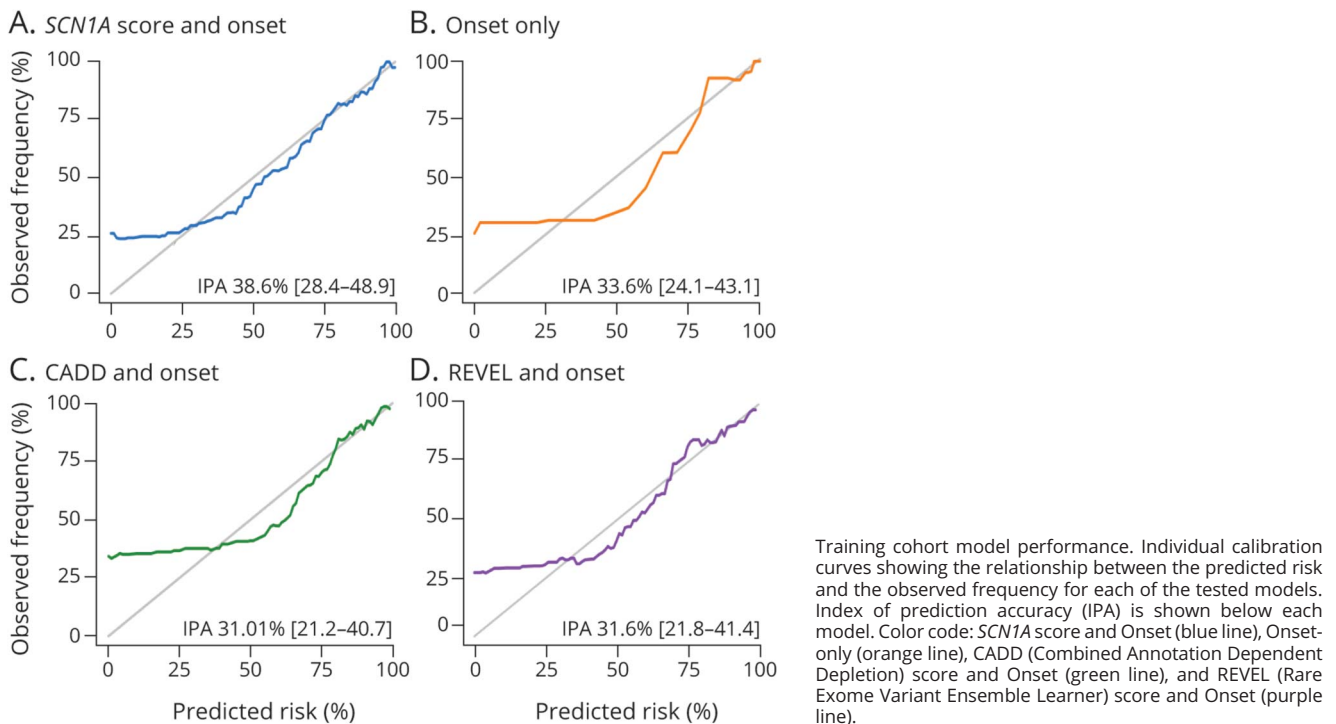 A. SCN1A score and onset
Observed frequency (%)
100
75
50
25
0
IPA 38.6% [28.4–48.9]
0 25 50 75 100
B. Onset only
100
75
50
25
0
IPA 33.6% [24.1–43.1]
0 25 50 75 100
C. CADD and onset
Observed frequency (%)
100
75
50
25
0
IPA 31.01% [21.2–40.7]
0 25 50 75 100
Predicted risk (%)
D. REVEL and onset
100
75
50
25
0
IPA 31.6% [21.8–41.4]
0 25 50 75 100
Predicted risk (%)
Training cohort model performance. Individual calibration
curves showing the relationship between the predicted risk
and the observed frequency for each of the tested models.
Index of prediction accuracy (IPA) is shown below each
model. Color code: SCN1A score and Onset (blue line), Onset-
only (orange line), CADD (Combined Annotation Dependent
Depletion) score and Onset (green line), and REVEL (Rare
Exome Variant Ensemble Learner) score and Onset (purple
line).